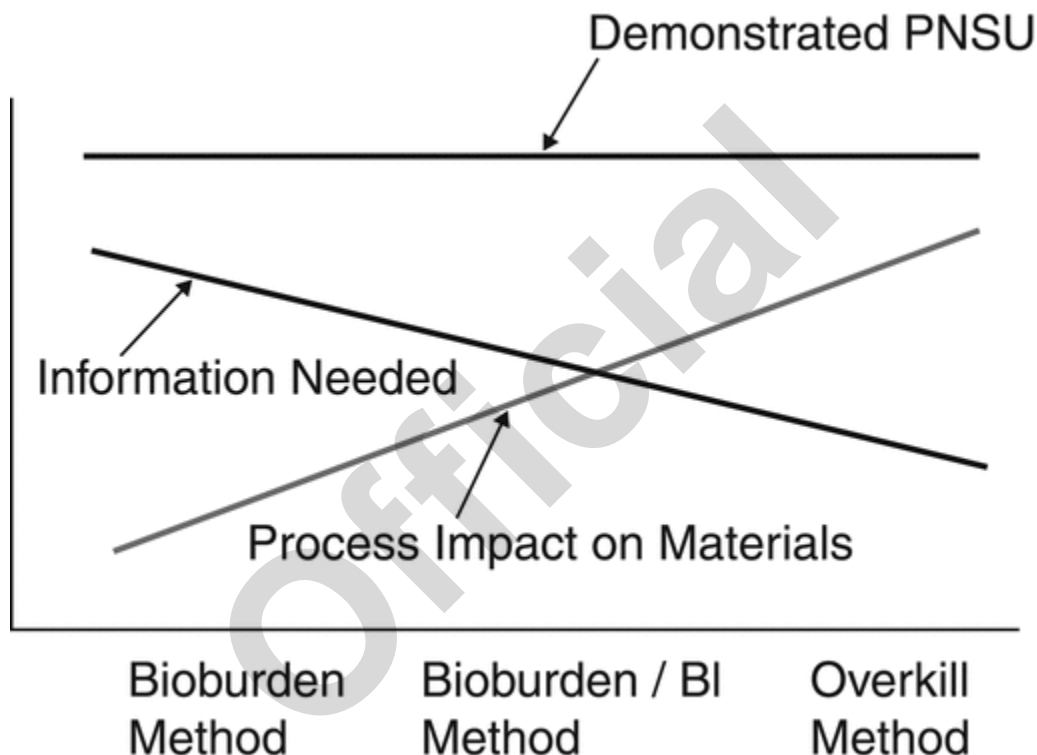 Demonstrated PNSU
Information Needed
Process Impact on Materials
Official
Bioburden
Method
Bioburden / BI
Method
Overkill
Method